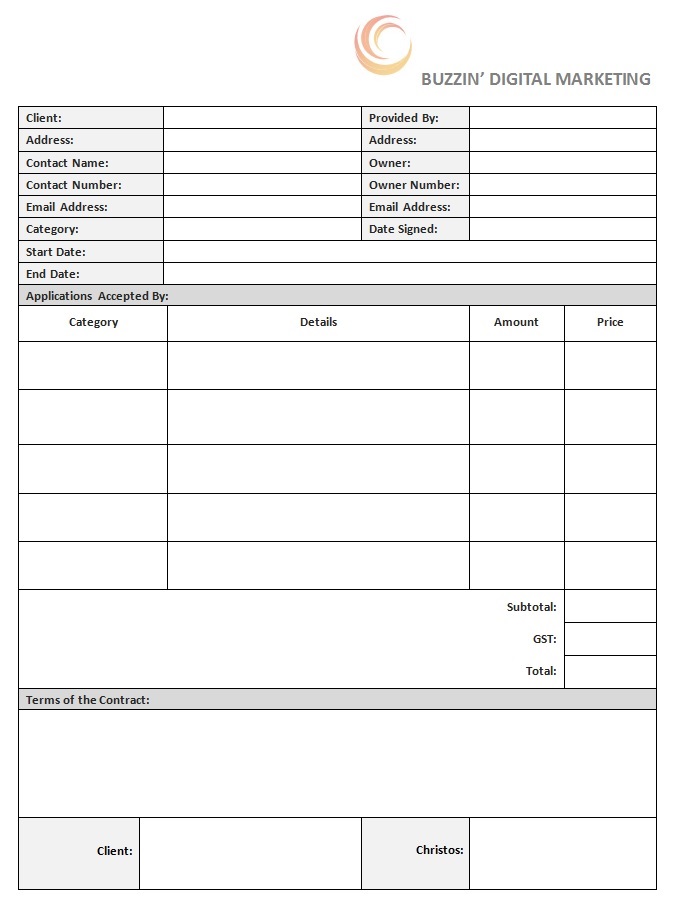 BUZZIN’ DIGITAL MARKETING
Client: Provided By:
Address: Address:
Contact Name: Owner:
Contact Number: Owner Number:
Email Address: Email Address:
Category: Date Signed:
Start Date:
End Date:
Applications Accepted By:
Category Details Amount Price
Subtotal:
GST:
Total:
Terms of the Contract:
Client: Christos: